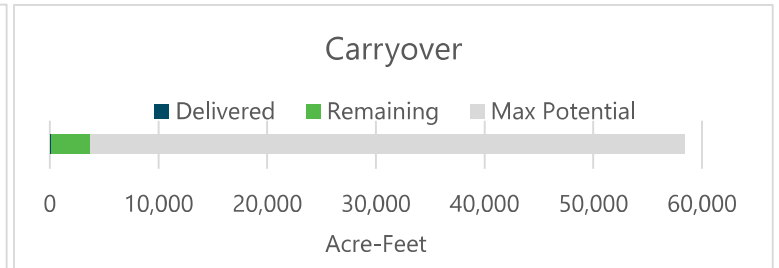 Carryover
Delivered Remaining Max Potential
0 10,000 20,000 30,000 40,000 50,000 60,000
Acre-Feet